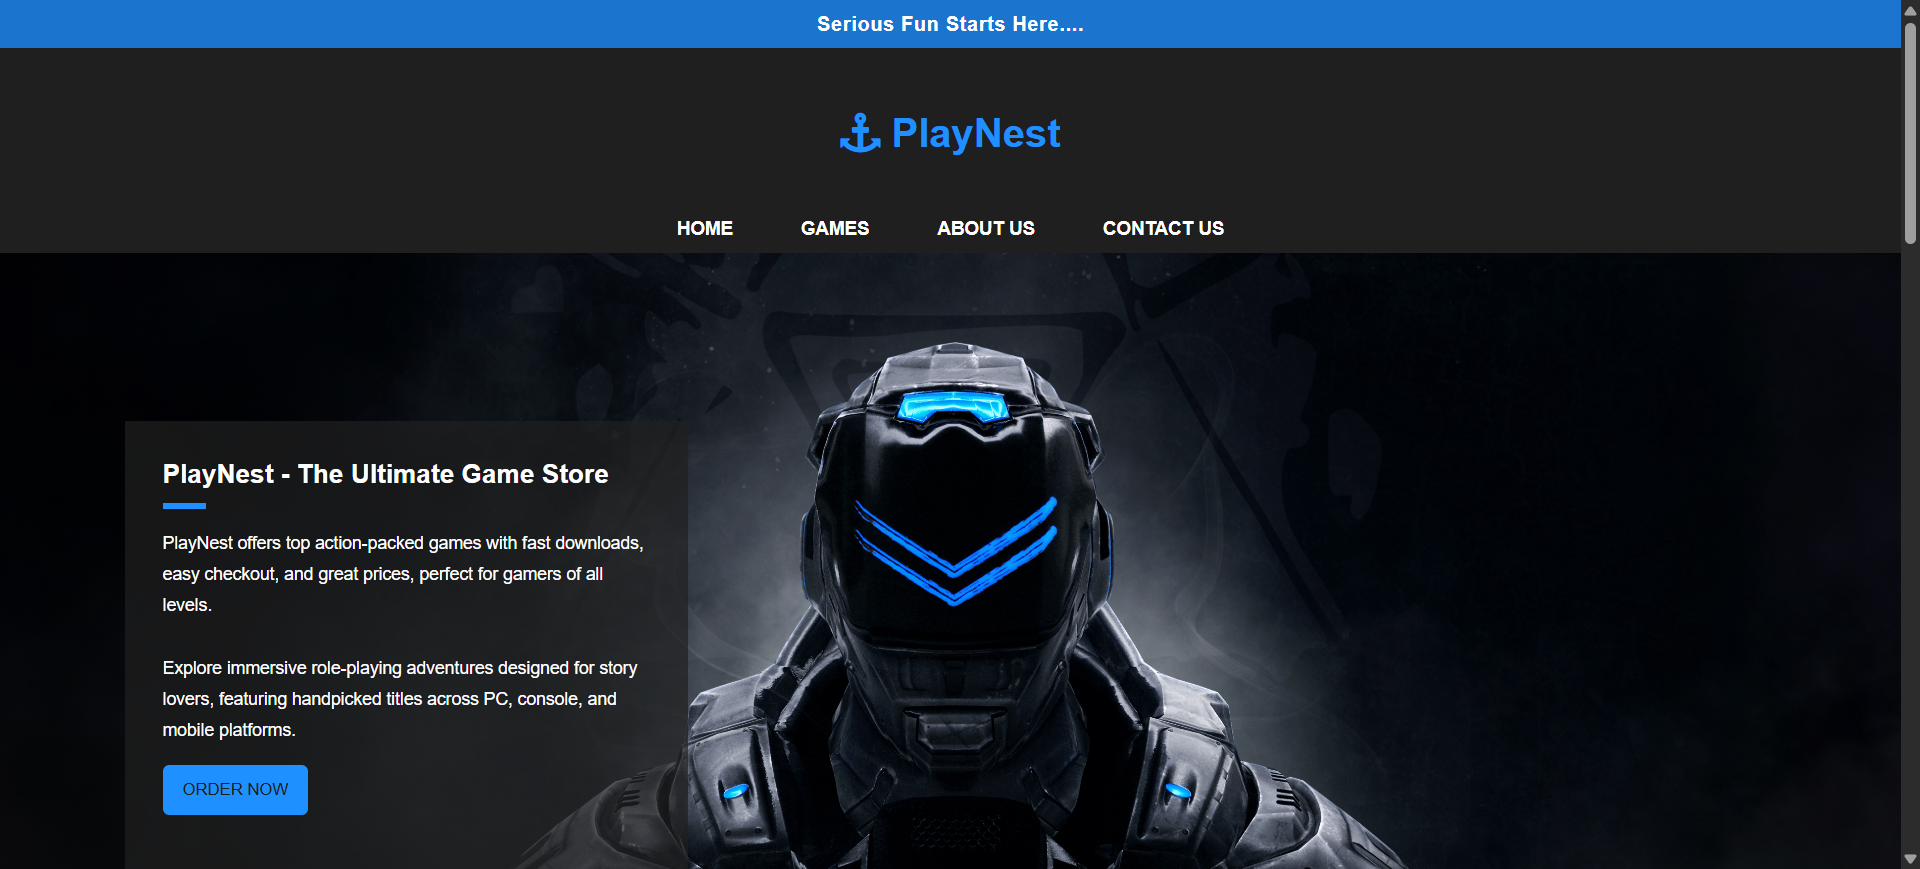 Serious Fun Starts Here....
PlayNest
HOME GAMES ABOUT US CONTACT US
PlayNest - The Ultimate Game Store
PlayNest offers top action-packed games with fast downloads,
easy checkout, and great prices, perfect for gamers of all
levels.
Explore immersive role-playing adventures designed for story
lovers, featuring handpicked titles across PC, console, and
mobile platforms.
ORDER NOW